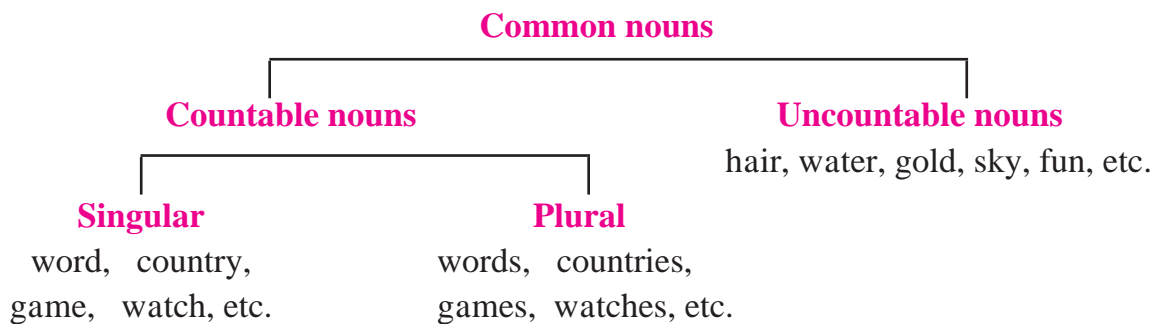 Common nouns
Countable nouns
Uncountable nouns
hair, water, gold, sky, fun, etc.
Singular
Plural
word, country,
words, countries,
game, watch, etc.
games, watches, etc.